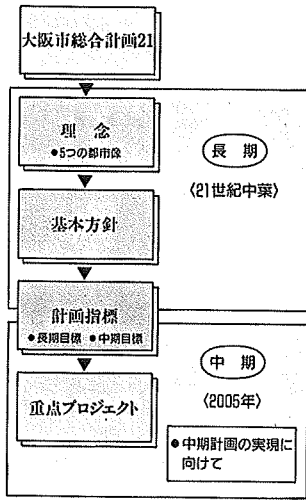 大阪市総合計画21
理念
●5つの都市像
長期
〈21世紀中葉〉
基本方針
計画指標
●長期目標 ●中期目標
中期
〈2005年〉
重点プロジェクト
●中期計画の実現に
向けて